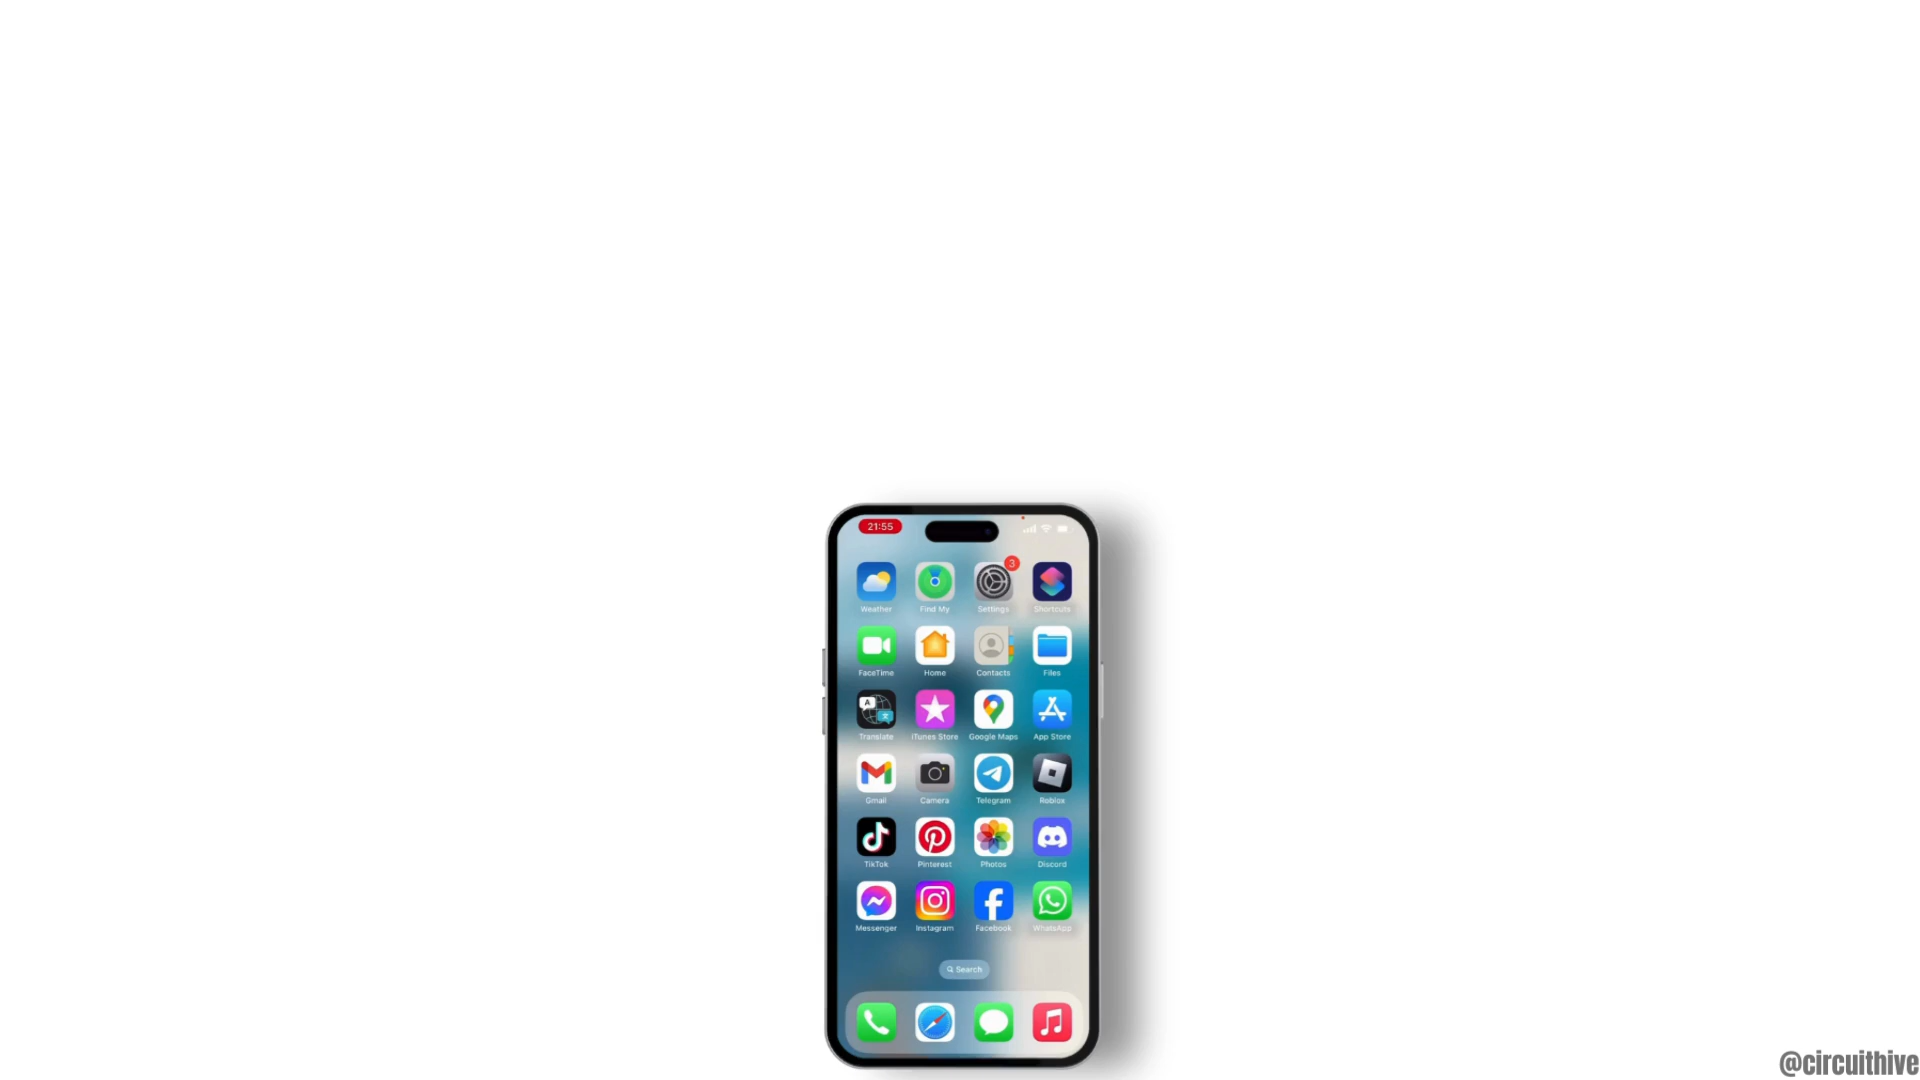 21:55
3
Weather Find My Settings Shortcuts
FaceTime Home Contacts Files
Translate iTunes Store Google Maps App Store
Gmail Camera Telegram Roblox
TikTok Pinterest Photos Discord
Messenger Instagram Facebook WhatsApp
Search
@circuithive